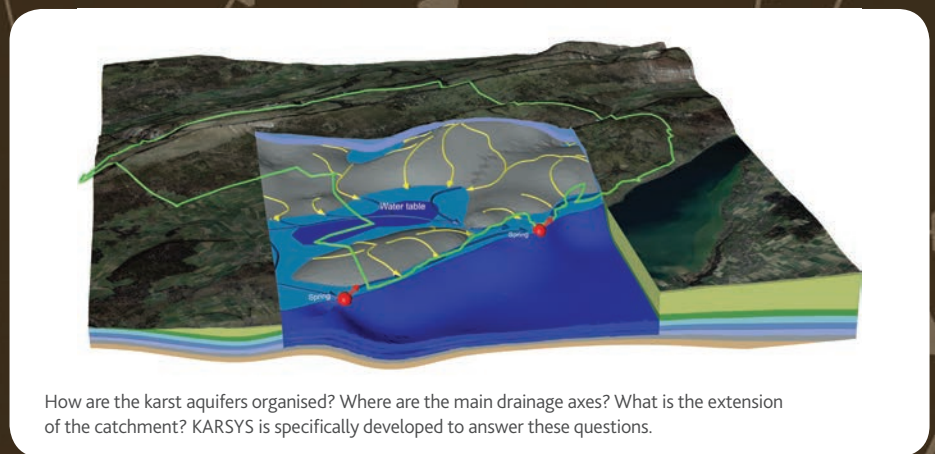 Water table
Spring
Spring
How are the karst aquifers organised? Where are the main drainage axes? What is the extension
of the catchment? KARSYS is specifically developed to answer these questions.